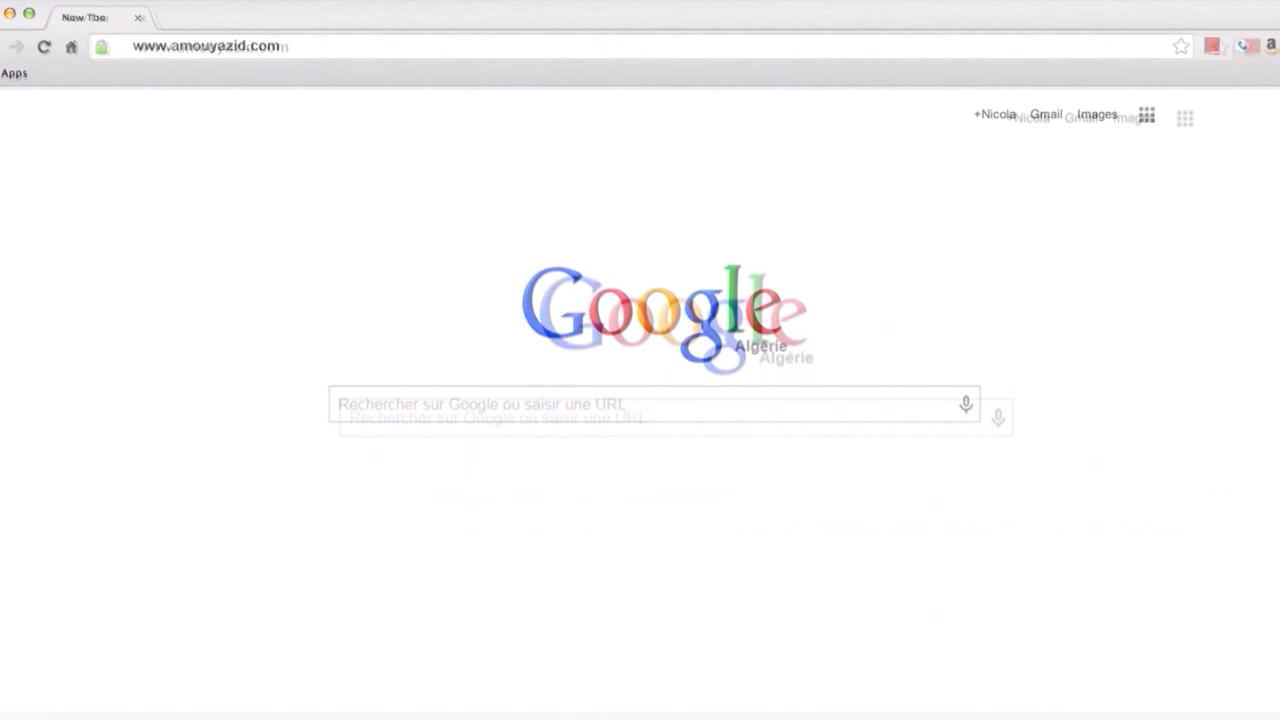 New Tab
www.amouyazid.com
Apps
+Nicola Gmail Images
Google
Algérie
Rechercher sur Google ou saisir une URL